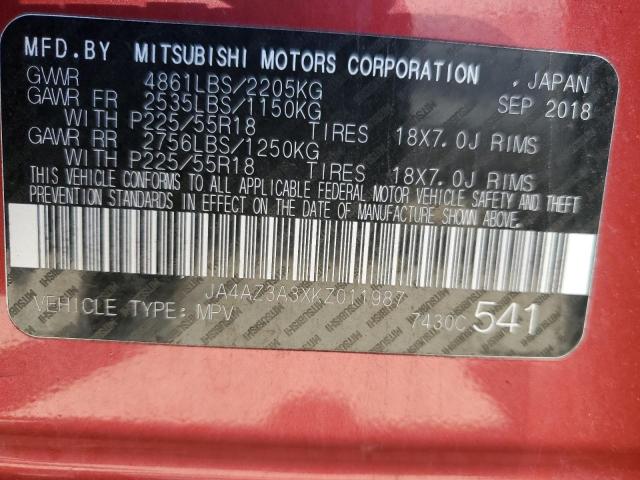 MFD.BY MITSUBISHI MOTORS CORPORATION , JAPAN
GVWR 4861LBS/2205KG SEP 2018
GAWR FR 2535LBS/1150KG
WITH P225/55R18 TIRES 18X7.0J RIMS
GAWR RR 2756LBS/1250KG
WITH P225/55R18 TIRES 18X7.0J RIMS
THIS VEHICLE CONFORMS TO ALL APPLICABLE FEDERAL MOTOR VEHICLE SAFETY AND THEFT
PREVENTION STANDARDS IN EFFECT ON THE DATE OF MANUFACTURE SHOWN ABOVE.
JA4AZ3A3XKZ011987
VEHICLE TYPE: MPV 7430C 541